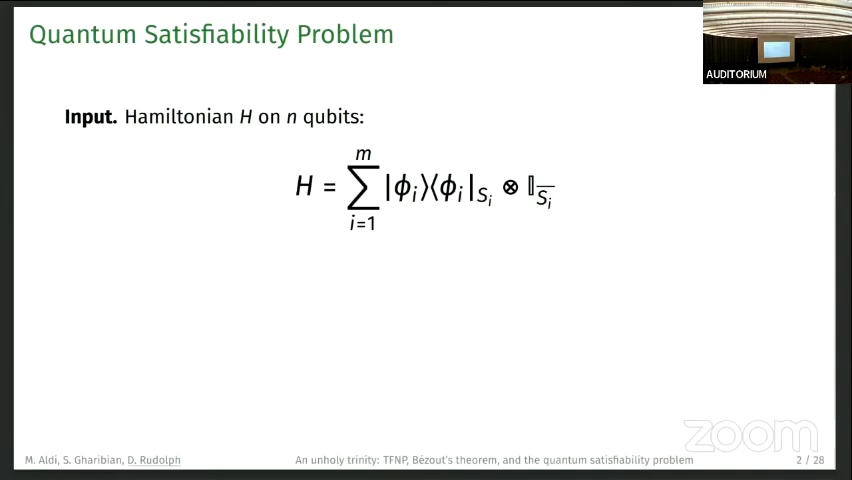 Quantum Satisfiability Problem
AUDITORIUM
Input. Hamiltonian H on n qubits:
H = ∑_{i=1}^{m} |ϕ_i⟩⟨ϕ_i|_{S_i} ⊗ 𝕀_{\overline{S_i}}
zoom
M. Aldi, S. Gharibian, D. Rudolph
An unholy trinity: TFNP, Bézout's theorem, and the quantum satisfiability problem
2 / 28